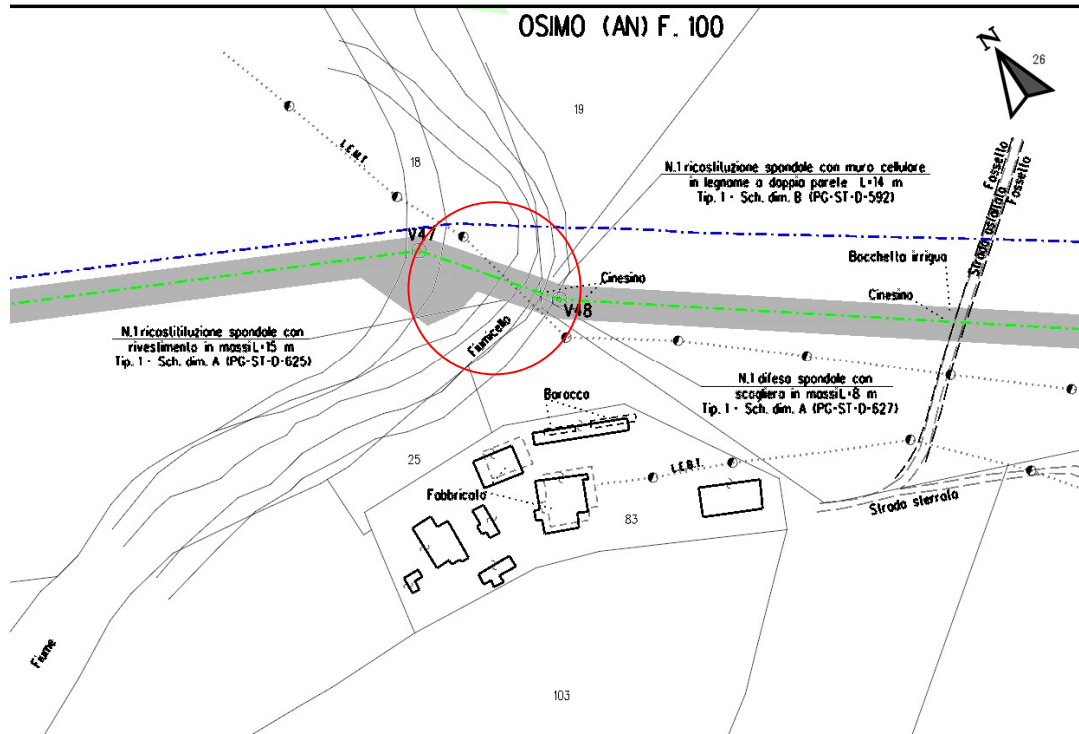 OSIMO (AN) F. 100
N
26
19
18
L.E.M.T.
N.1 ricostituzione spondale con muro cellulare
in legname a doppia parete L=14 m
Tip. 1 - Sch. dim. B (PG-ST-D-592)
Fossetto
Fossetto
Strada asfaltata
V47
Bocchetta irrigua
Cinesino
Cinesino
V48
N.1 ricostituzione spondale con
rivestimento in massi L=15 m
Tip. 1 - Sch. dim. A (PG-ST-D-625)
Fiumicello
N.1 difesa spondale con
scogliera in massi L=8 m
Tip. 1 - Sch. dim. A (PG-ST-D-627)
Baracca
25
L.E.B.T.
Fabbricato
83
Strada sterrata
Fiume
103